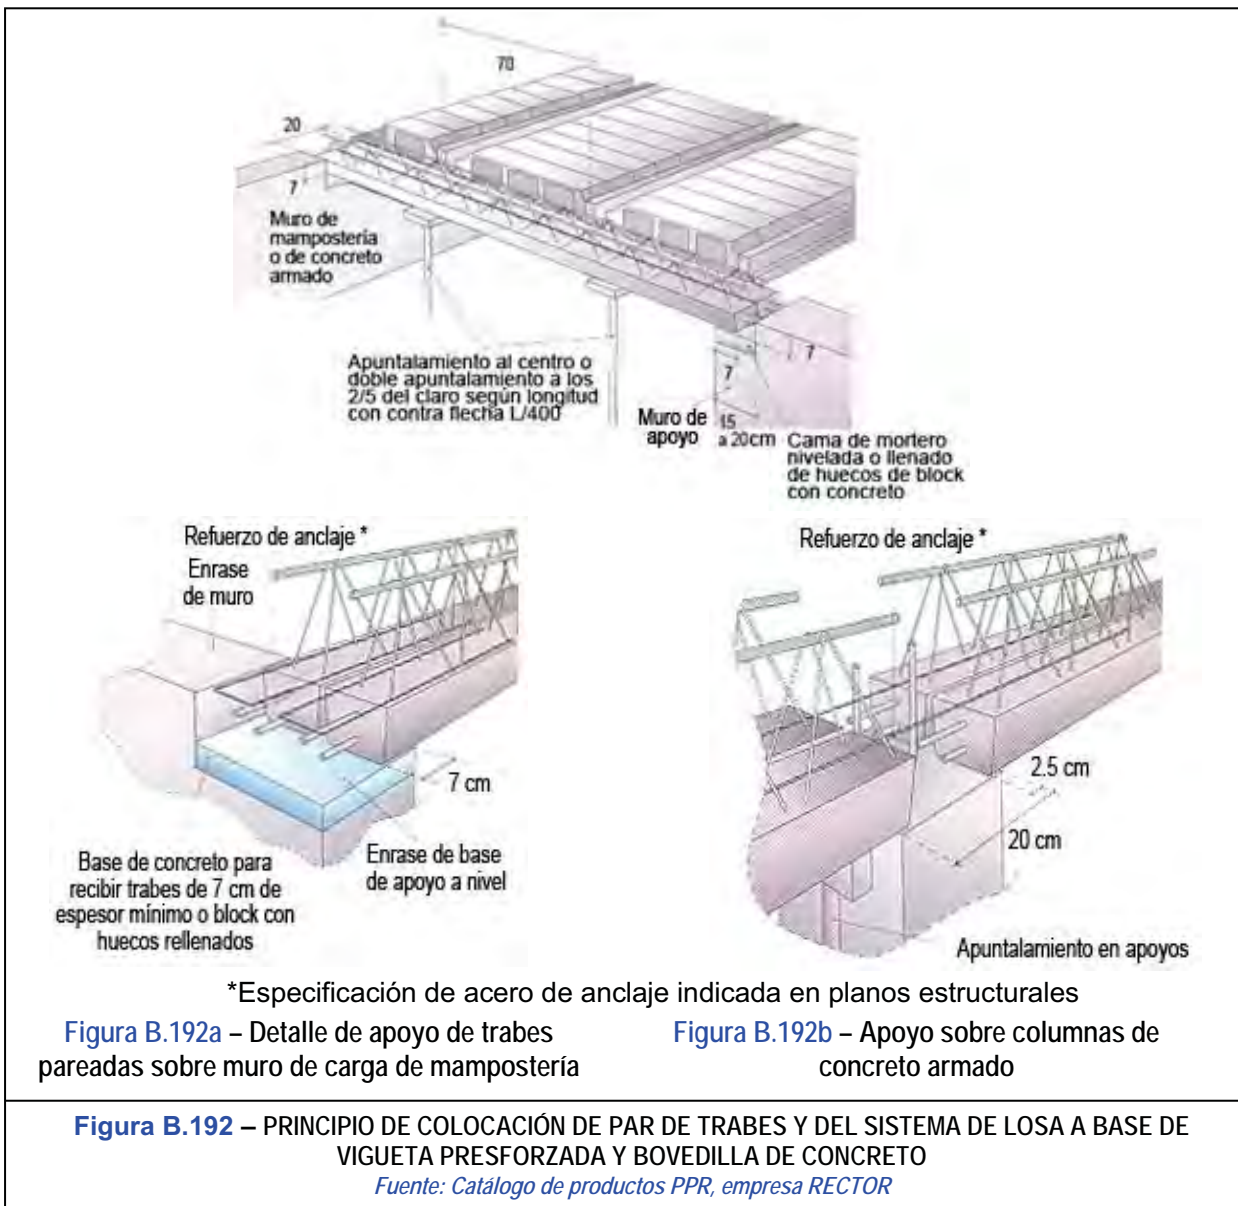 70
20
7
Muro de
mampostería
o de concreto
armado
Apuntalamiento al centro o
doble apuntalamiento a los
2/5 del claro según longitud
con contra flecha L/400
7
7
Muro de
apoyo
15
a 20cm
Cama de mortero
nivelada o llenado
de huecos de block
con concreto
Refuerzo de anclaje *
Enrase
de muro
7 cm
Base de concreto para
recibir trabes de 7 cm de
espesor mínimo o block con
huecos rellenados
Enrase de base
de apoyo a nivel
Refuerzo de anclaje *
2.5 cm
20 cm
Apuntalamiento en apoyos
*Especificación de acero de anclaje indicada en planos estructurales
Figura B.192a – Detalle de apoyo de trabes
pareadas sobre muro de carga de mampostería
Figura B.192b – Apoyo sobre columnas de
concreto armado
Figura B.192 – PRINCIPIO DE COLOCACIÓN DE PAR DE TRABES Y DEL SISTEMA DE LOSA A BASE DE
VIGUETA PRESFORZADA Y BOVEDILLA DE CONCRETO
Fuente: Catálogo de productos PPR, empresa RECTOR